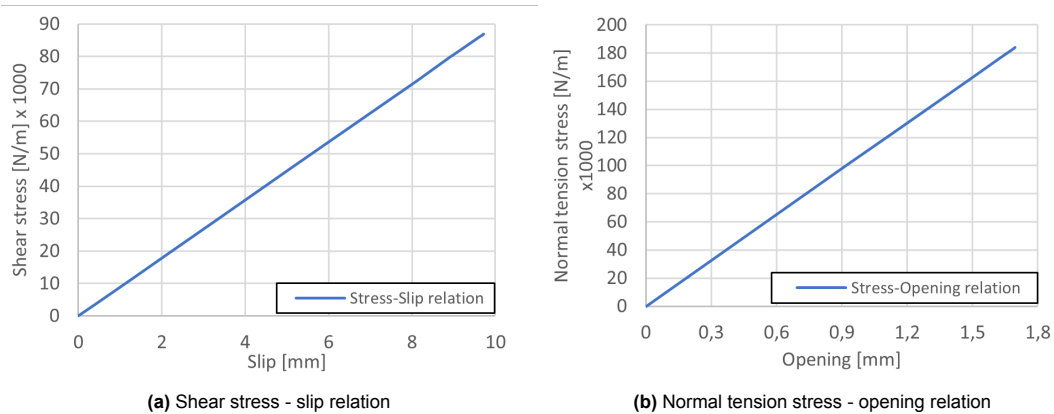 90
80
70
60
50
40
30
20
10
0
Shear stress [N/m] x 1000
0 2 4 6 8 10
Slip [mm]
Stress-Slip relation
(a) Shear stress - slip relation
200
180
160
140
120
100
80
60
40
20
0
Normal tension stress [N/m]
x1000
0 0,3 0,6 0,9 1,2 1,5 1,8
Opening [mm]
Stress-Opening relation
(b) Normal tension stress - opening relation